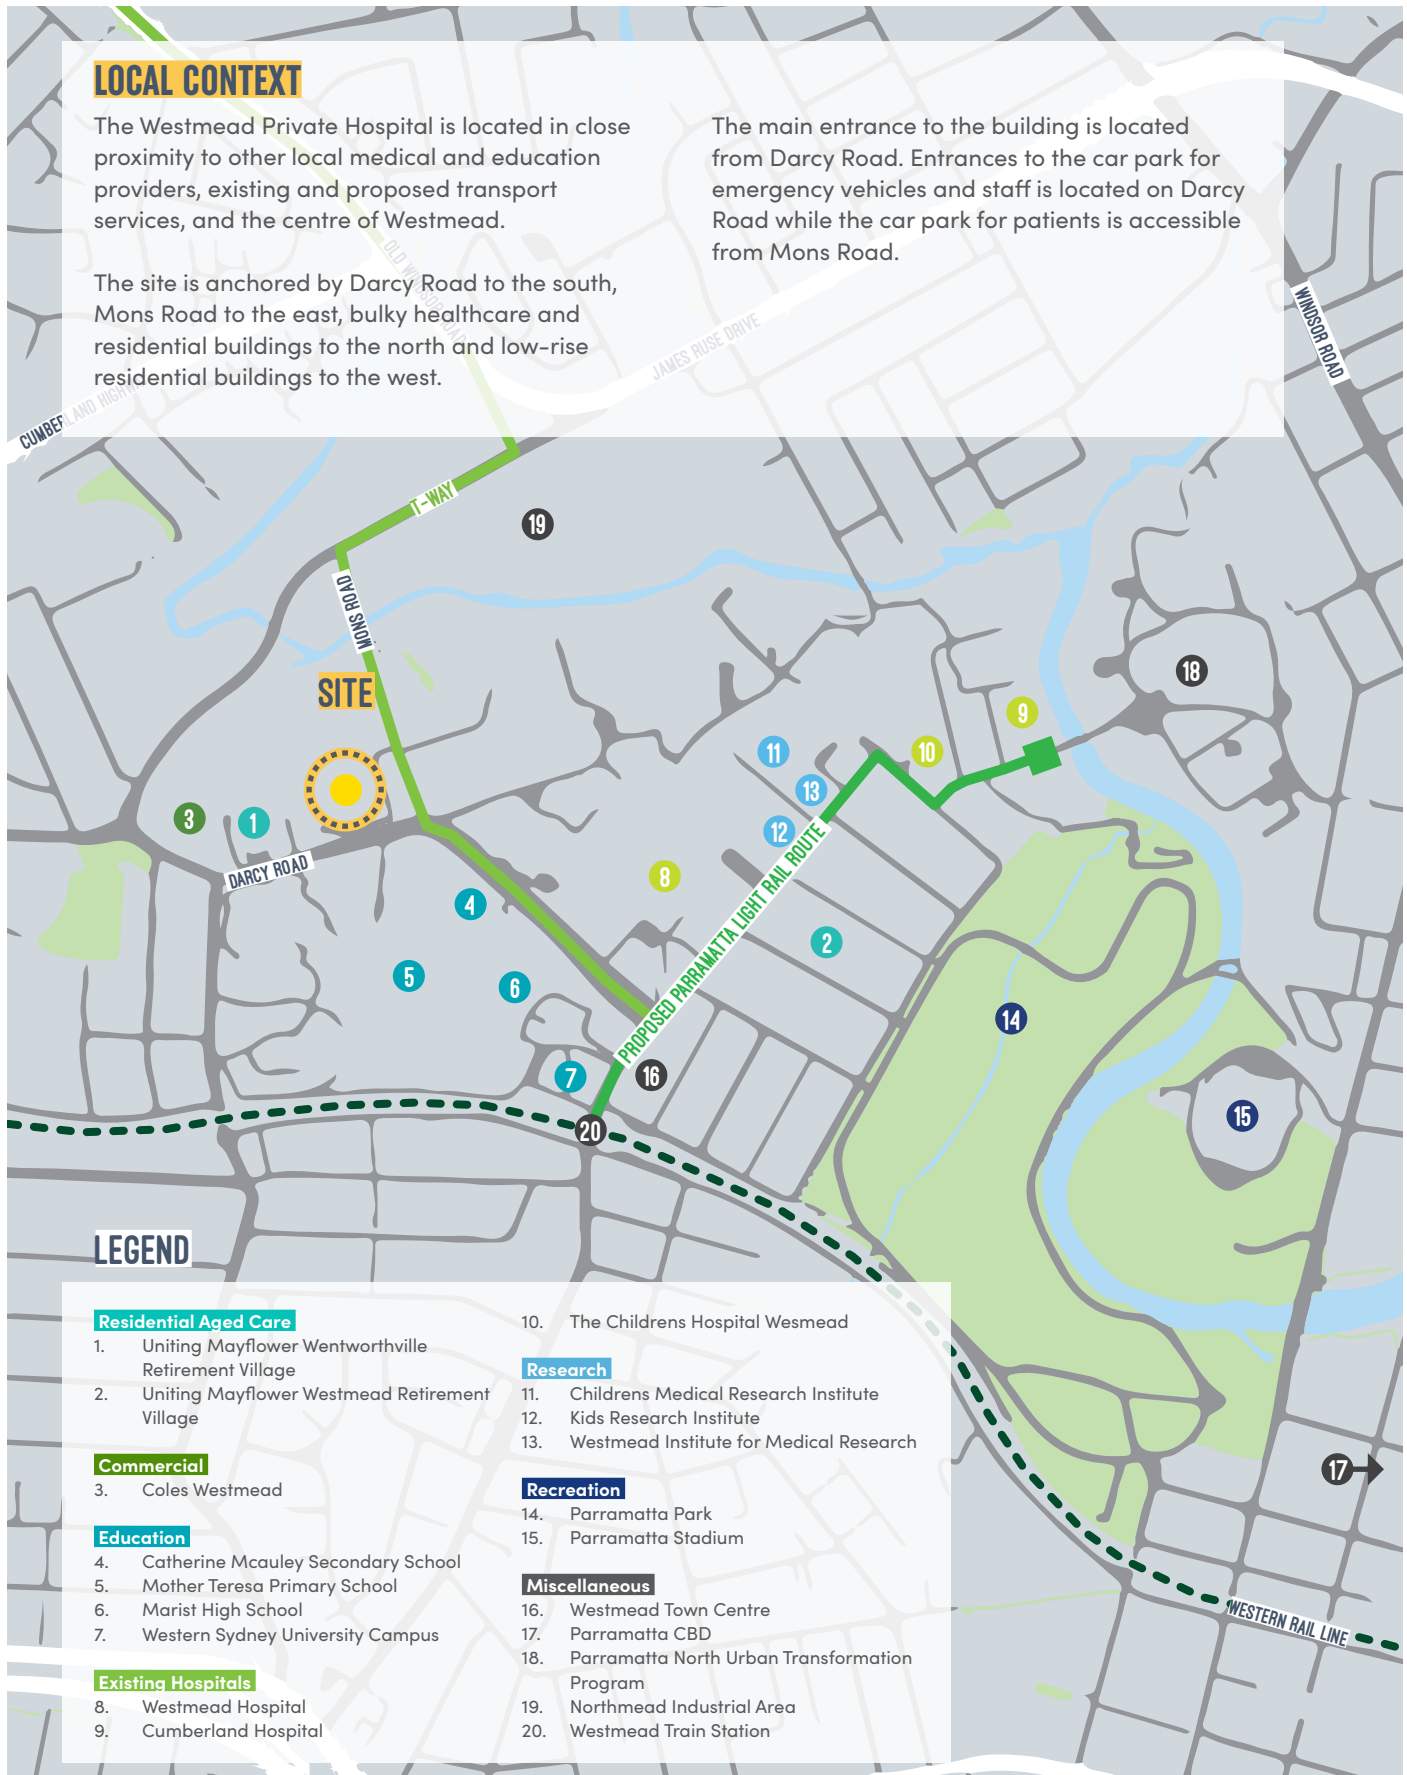 LOCAL CONTEXT
The Westmead Private Hospital is located in close
proximity to other local medical and education
providers, existing and proposed transport
services, and the centre of Westmead.
The site is anchored by Darcy Road to the south,
Mons Road to the east, bulky healthcare and
residential buildings to the north and low-rise
residential buildings to the west.
The main entrance to the building is located
from Darcy Road. Entrances to the car park for
emergency vehicles and staff is located on Darcy
Road while the car park for patients is accessible
from Mons Road.
OLD WINDSOR ROAD
JAMES RUSE DRIVE
WINDSOR ROAD
CUMBERLAND HIGHWAY
T-WAY
19
MONS ROAD
SITE
18
9
11
10
13
3
1
12
DARCY ROAD
8
4
2
5
6
PROPOSED PARRAMATTA LIGHT RAIL ROUTE
14
7
16
15
20
17
WESTERN RAIL LINE
LEGEND
Residential Aged Care
1. Uniting Mayflower Wentworthville
Retirement Village
2. Uniting Mayflower Westmead Retirement
Village
Commercial
3. Coles Westmead
Education
4. Catherine Mcauley Secondary School
5. Mother Teresa Primary School
6. Marist High School
7. Western Sydney University Campus
Existing Hospitals
8. Westmead Hospital
9. Cumberland Hospital
10. The Childrens Hospital Wesmead
Research
11. Childrens Medical Research Institute
12. Kids Research Institute
13. Westmead Institute for Medical Research
Recreation
14. Parramatta Park
15. Parramatta Stadium
Miscellaneous
16. Westmead Town Centre
17. Parramatta CBD
18. Parramatta North Urban Transformation
Program
19. Northmead Industrial Area
20. Westmead Train Station